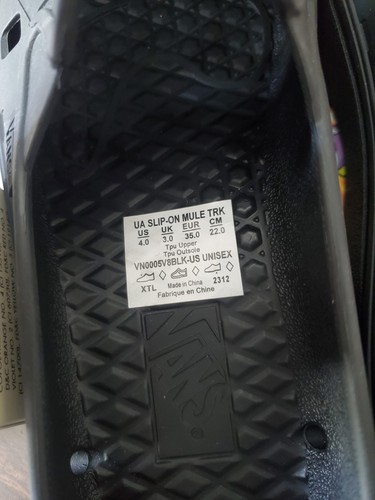 UA SLIP-ON MULE TRK
US UK EUR CM
4.0 3.0 35.0 22.0
Tpu Upper
Tpu Outsole
VN0005V8BLK-US UNISEX
XTL Made in China 2312
Fabrique en Chine
VANS